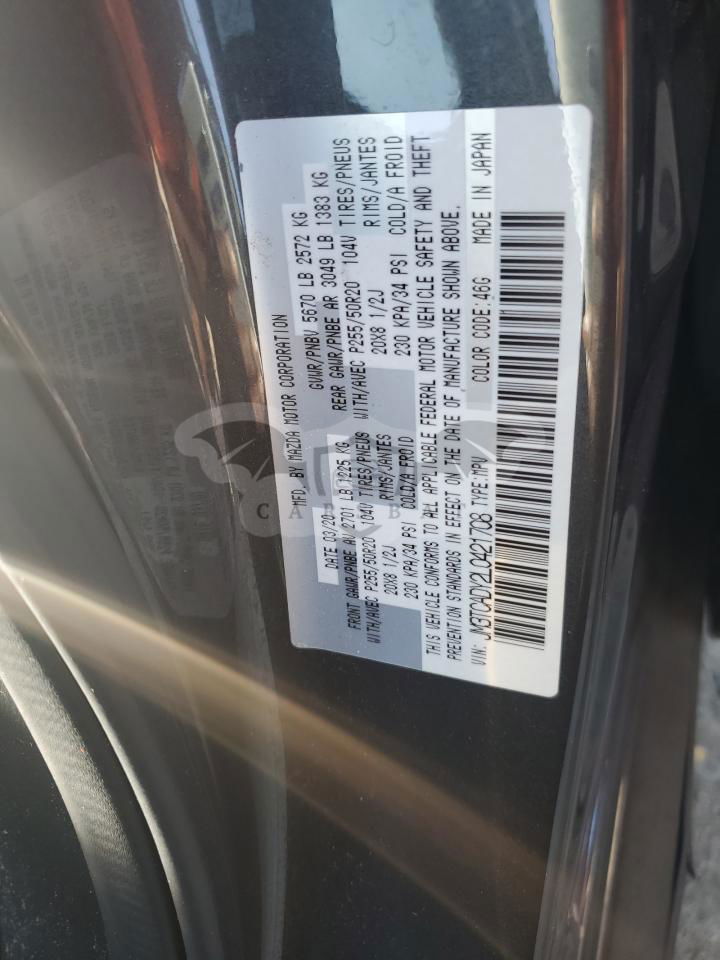 MFD. BY MAZDA MOTOR CORPORATION
DATE 03/20 GVWR/PNBV 5670 LB 2572 KG
FRONT GAWR/PNBE AV 2701 LB 1225 KG REAR GAWR/PNBE AR 3049 LB 1383 KG
WITH/AVEC P255/50R20 104V TIRES/PNEUS WITH/AVEC P255/50R20 104V TIRES/PNEUS
20X8 1/2J RIMS/JANTES 20X8 1/2J RIMS/JANTES
230 KPA/34 PSI COLD/A FROID 230 KPA/34 PSI COLD/A FROID
THIS VEHICLE CONFORMS TO ALL APPLICABLE FEDERAL MOTOR VEHICLE SAFETY AND THEFT
PREVENTION STANDARDS IN EFFECT ON THE DATE OF MANUFACTURE SHOWN ABOVE.
VIN: JM3TCADY2L0421708 TYPE:MPV COLOR CODE:46G MADE IN JAPAN